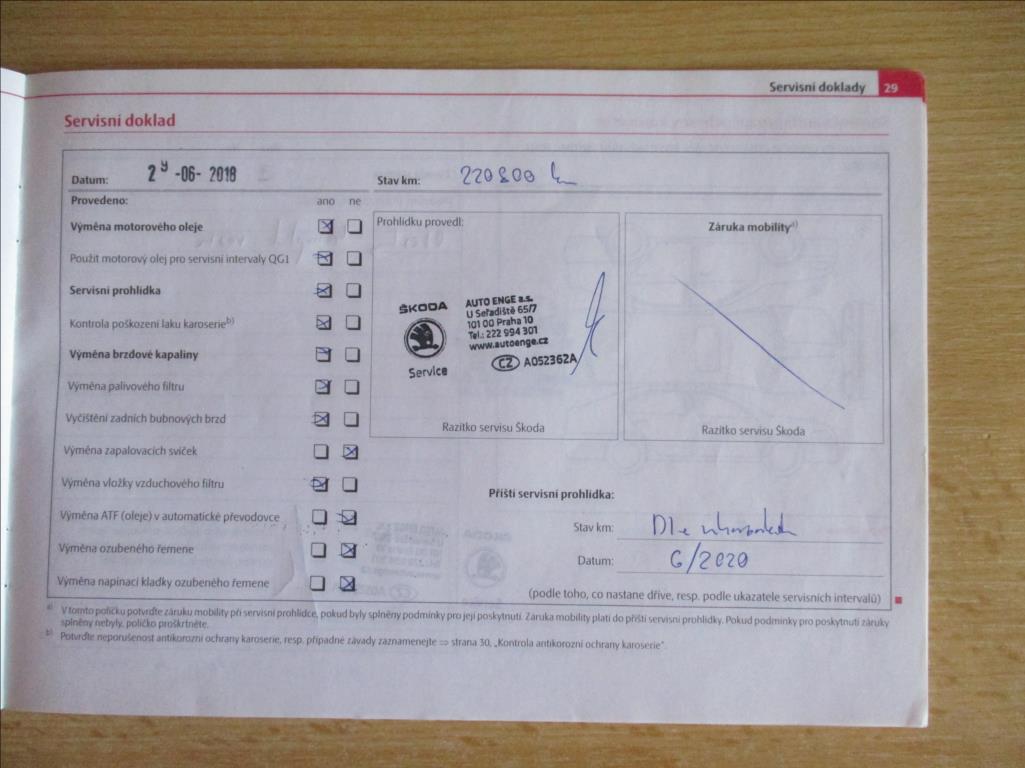 Servisní doklady 29
Servisní doklad
Datum: -06- 2018 Stav km: 220800
Provedeno: ano ne
Výměna motorového oleje
Použit motorový olej pro servisní intervaly QG1
Servisní prohlídka
Kontrola poškození laku karoserie b)
Výměna brzdové kapaliny
Výměna palivového filtru
Vyčištění zadních bubnových brzd
Výměna zapalovacích svíček
Výměna vložky vzduchového filtru
Výměna ATF (oleje) v automatické převodovce
Výměna ozubeného řemene
Výměna napínací kladky ozubeného řemene
Prohlídku provedl:
ŠKODA
Service
AUTO ENGE a.s.
U Seřadiště 65/7
101 00 Praha 10
Tel.: 222 994 301
www.autoenge.cz
CZ A052362A
Razítko servisu Škoda
Záruka mobility a)
Razítko servisu Škoda
Příští servisní prohlídka:
Stav km: Dle
Datum: 6/2020
(podle toho, co nastane dříve, resp. podle ukazatele servisních intervalů)
a) V tomto políčku potvrďte záruku mobility při servisní prohlídce, pokud byly splněny podmínky pro její poskytnutí. Záruka mobility platí do příští servisní prohlídky. Pokud podmínky pro poskytnutí záruky
splněny nebyly, políčko proškrtněte.
b) Potvrďte neporušenost antikorozní ochrany karoserie, resp. případné závady zaznamenejte ⇒ strana 30, „Kontrola antikorozní ochrany karoserie“.